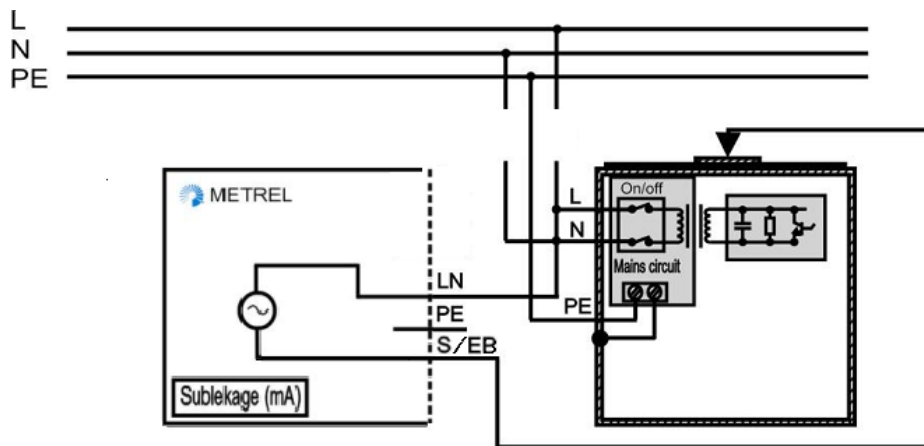 L
N
PE
METREL
On/off
L
N
Mains circuit
LN
PE
PE
S/EB
Sublekage (mA)